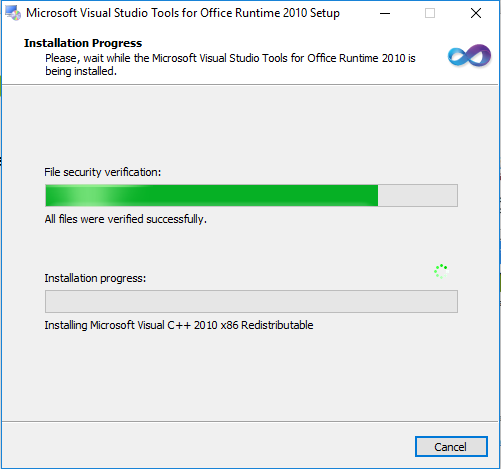 Microsoft Visual Studio Tools for Office Runtime 2010 Setup
Installation Progress
Please, wait while the Microsoft Visual Studio Tools for Office Runtime 2010 is
being installed.
File security verification:
All files were verified successfully.
Installation progress:
Installing Microsoft Visual C++ 2010 x86 Redistributable
Cancel